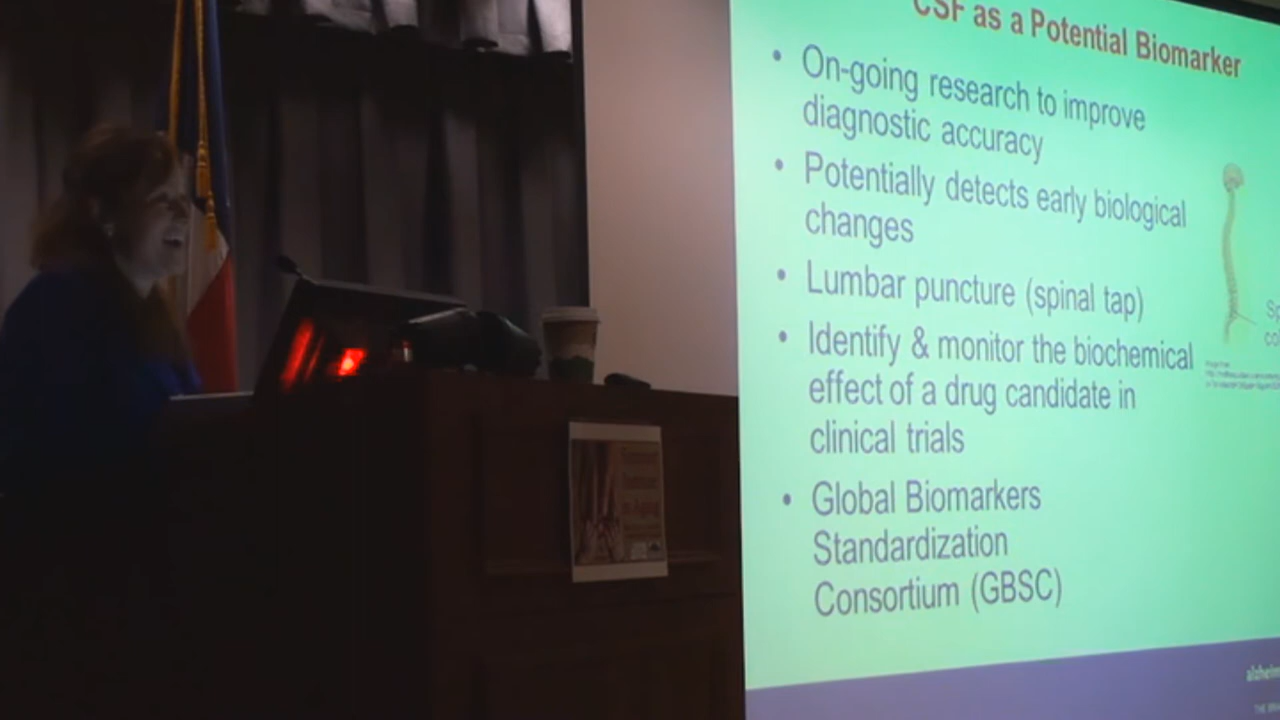 CSF as a Potential Biomarker
• On-going research to improve
diagnostic accuracy
• Potentially detects early biological
changes
• Lumbar puncture (spinal tap)
• Identify & monitor the biochemical
effect of a drug candidate in
clinical trials
• Global Biomarkers
Standardization
Consortium (GBSC)